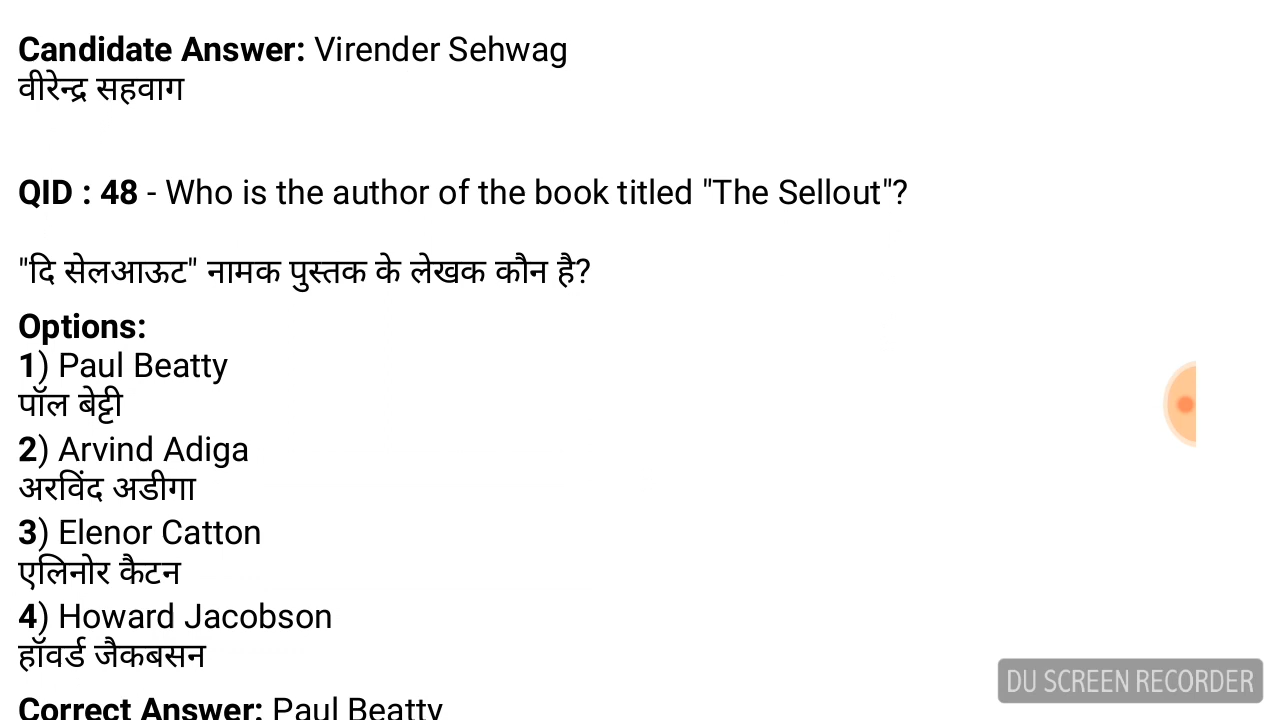 Candidate Answer: Virender Sehwag
वीरेन्द्र सहवाग
QID : 48 - Who is the author of the book titled "The Sellout"?
"दि सेलआऊट" नामक पुस्तक के लेखक कौन है?
Options:
1) Paul Beatty
पॉल बेट्टी
2) Arvind Adiga
अरविंद अडीगा
3) Elenor Catton
एलिनोर कैटन
4) Howard Jacobson
हॉवर्ड जैकबसन
Correct Answer: Paul Beatty
DU SCREEN RECORDER